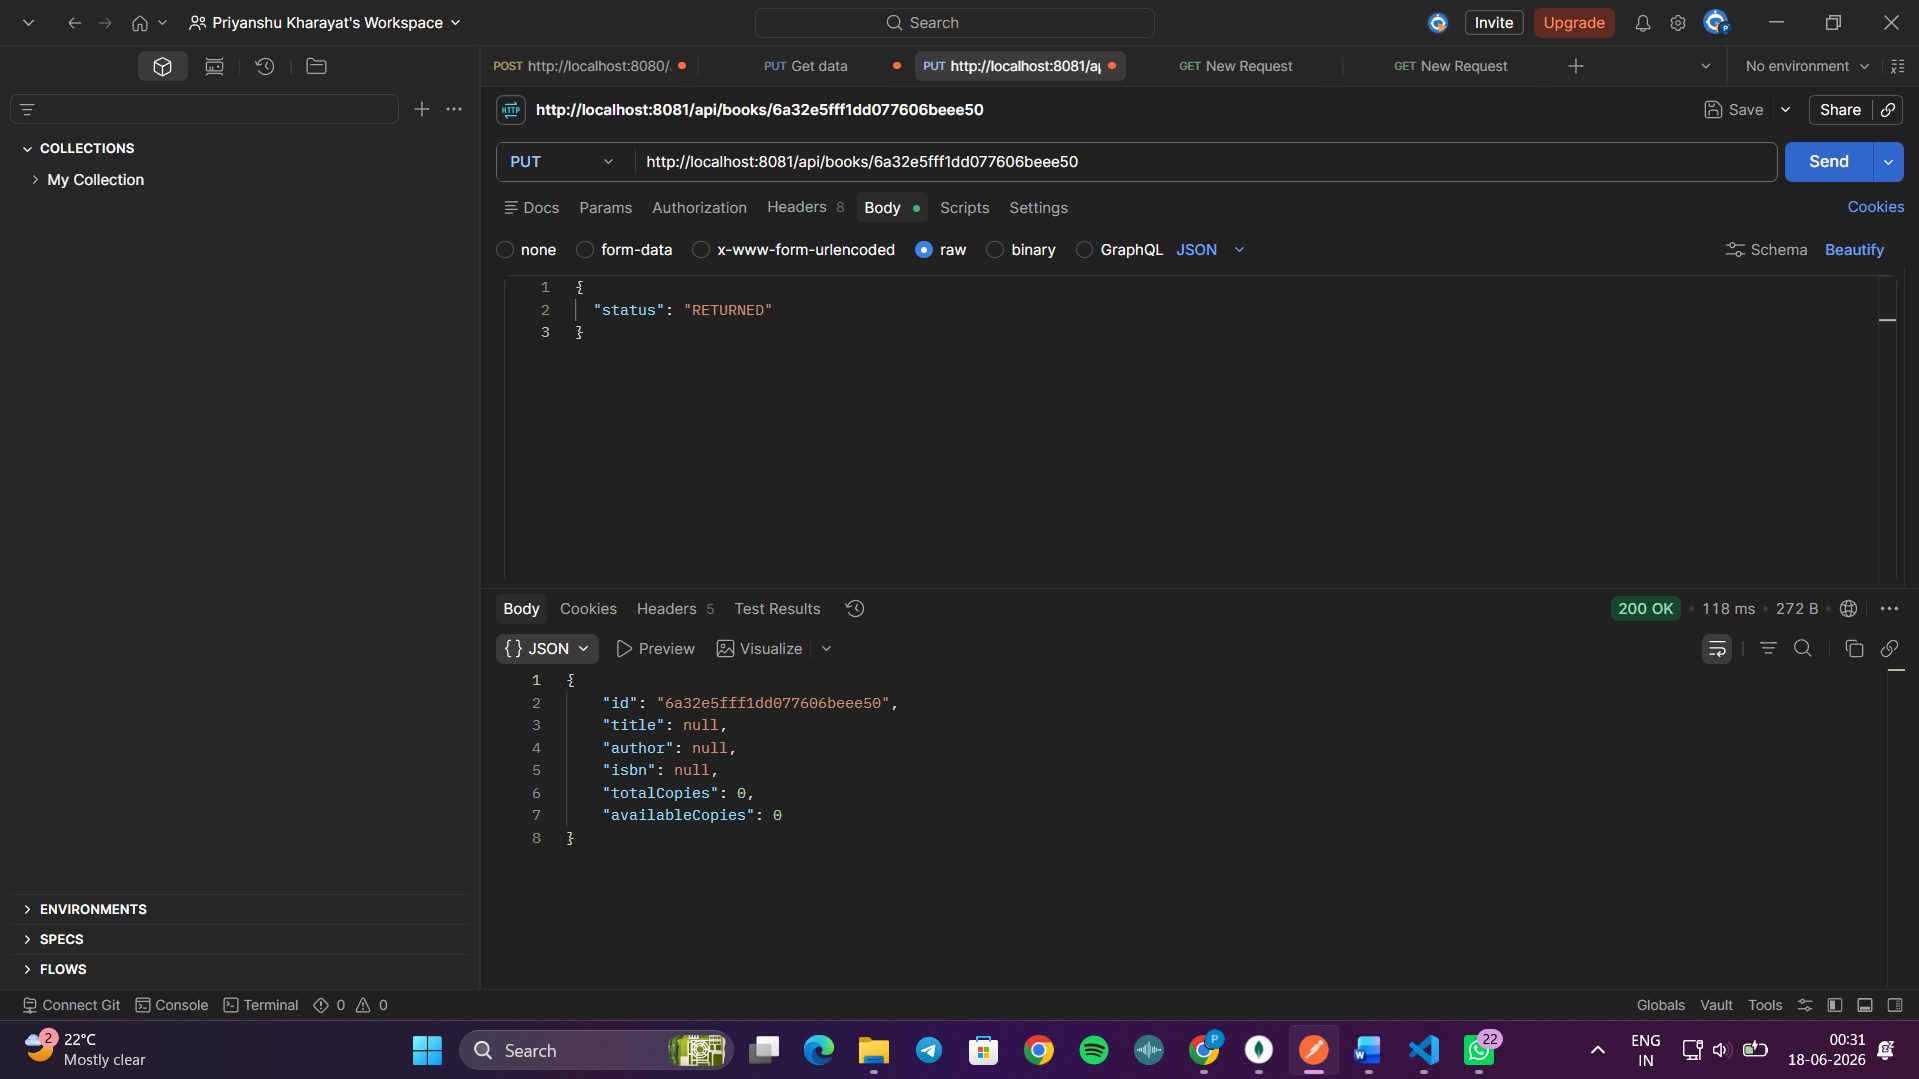 Priyanshu Kharayat's Workspace
Search
Invite
Upgrade
POST http://localhost:8080/.
PUT Get data
PUT http://localhost:8081/a
GET New Request
GET New Request
No environment
HTTP http://localhost:8081/api/books/6a32e5fff1dd077606beee50
Save
Share
COLLECTIONS
My Collection
PUT
http://localhost:8081/api/books/6a32e5fff1dd077606beee50
Send
Docs
Params
Authorization
Headers 8
Body
Scripts
Settings
Cookies
none
form-data
x-www-form-urlencoded
raw
binary
GraphQL
JSON
Schema
Beautify
1 {
2 "status": "RETURNED"
3 }
Body
Cookies
Headers 5
Test Results
200 OK
118 ms
272 B
{} JSON
Preview
Visualize
1 {
2 "id": "6a32e5fff1dd077606beee50",
3 "title": null,
4 "author": null,
5 "isbn": null,
6 "totalCopies": 0,
7 "availableCopies": 0
8 }
ENVIRONMENTS
SPECS
FLOWS
Connect Git
Console
Terminal
0
0
Globals
Vault
Tools
2
22°C
Mostly clear
Search
P
22
ENG
IN
00:31
18-06-2026